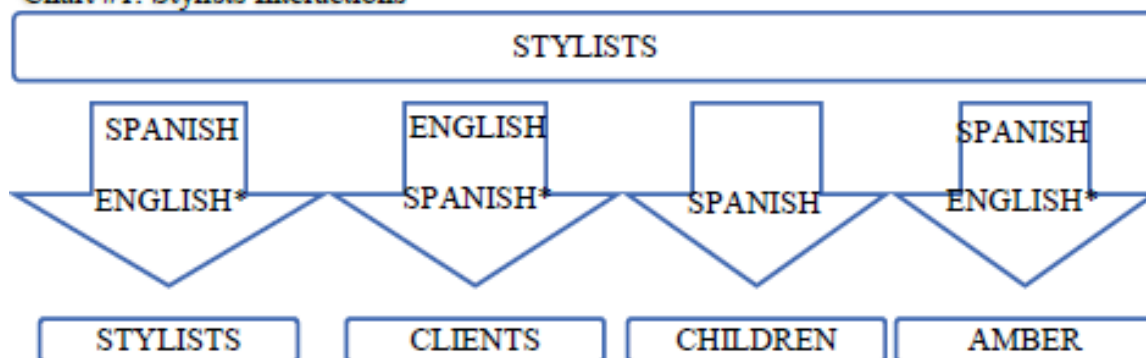 STYLISTS
SPANISH ENGLISH SPANISH
ENGLISH* SPANISH* SPANISH ENGLISH*
STYLISTS CLIENTS CHILDREN AMBER